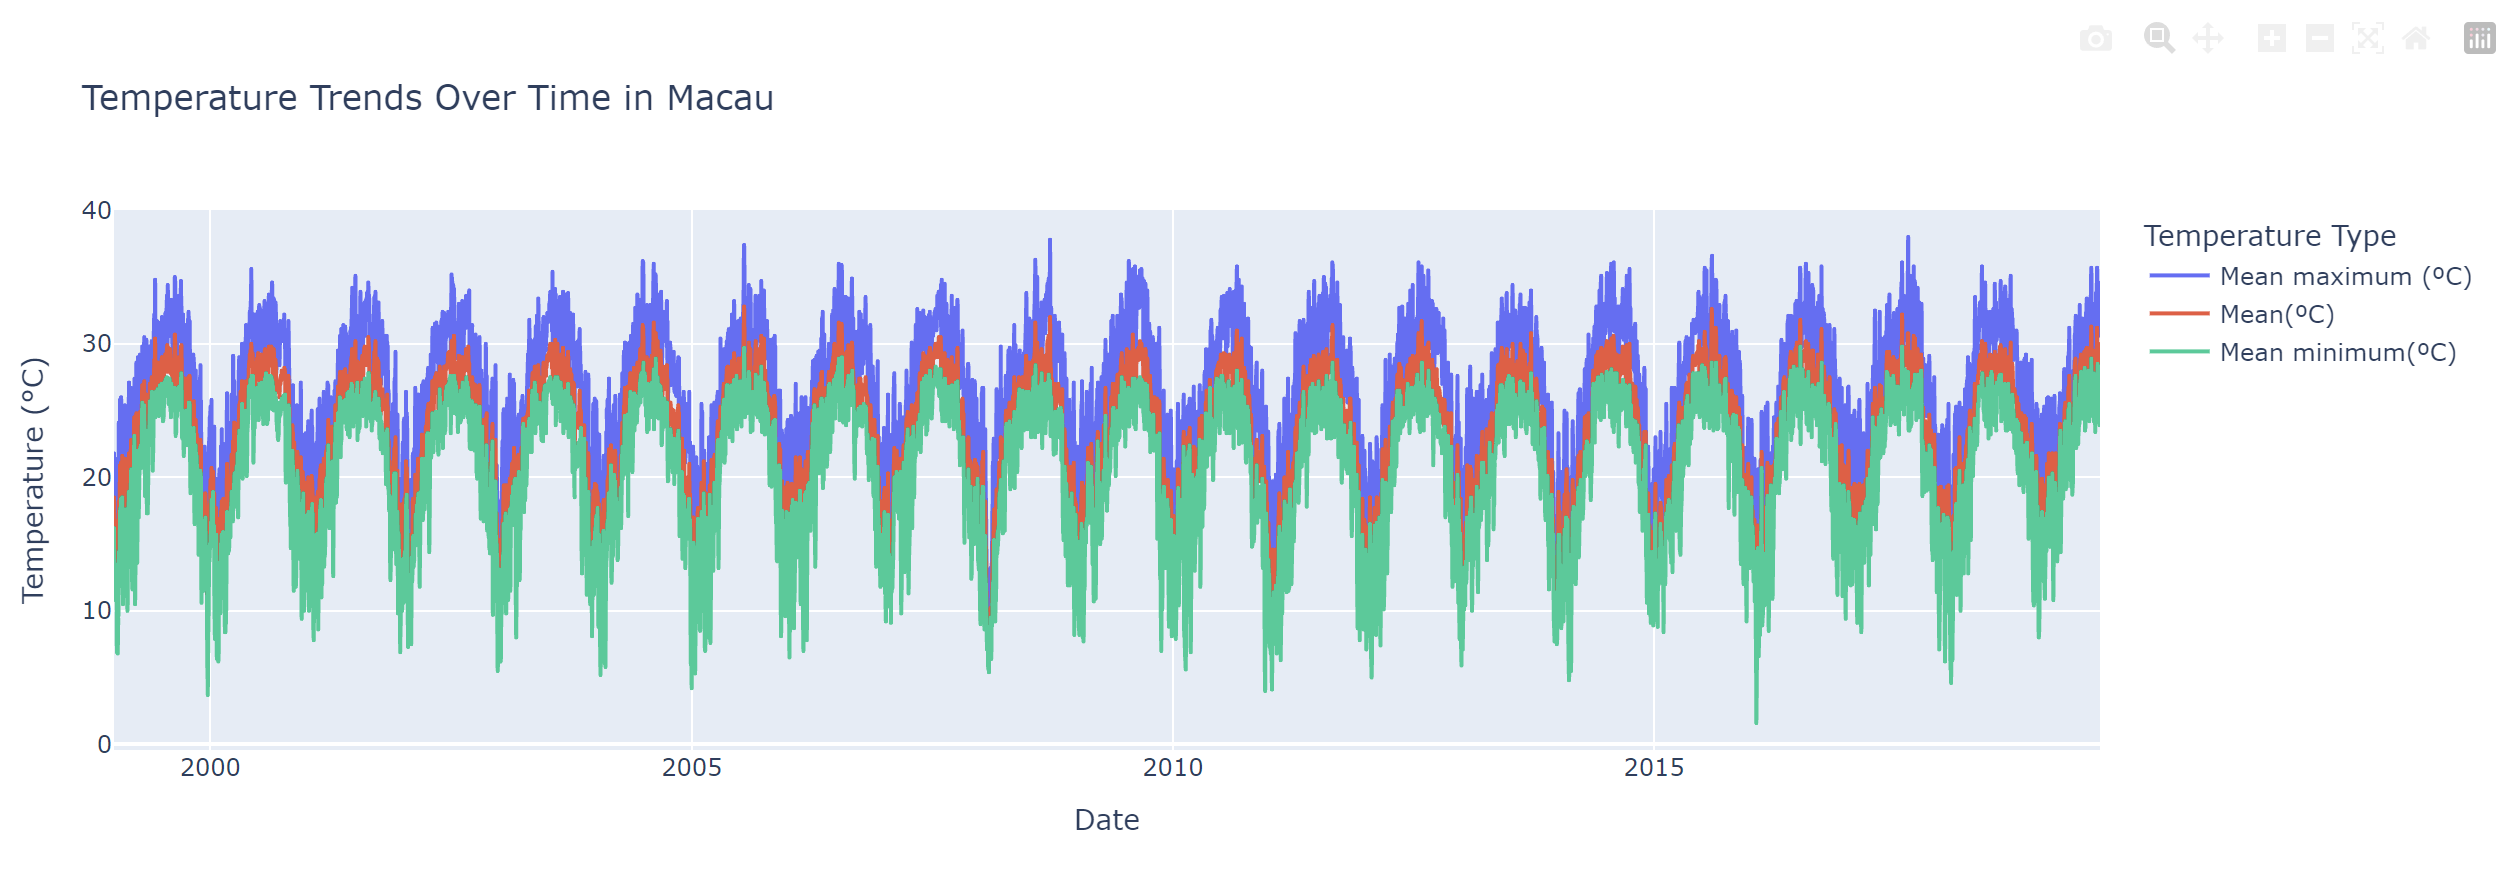 Temperature Trends Over Time in Macau
40
30
20
10
0
Temperature (ºC)
2000
2005
2010
2015
Date
Temperature Type
Mean maximum (ºC)
Mean(ºC)
Mean minimum(ºC)